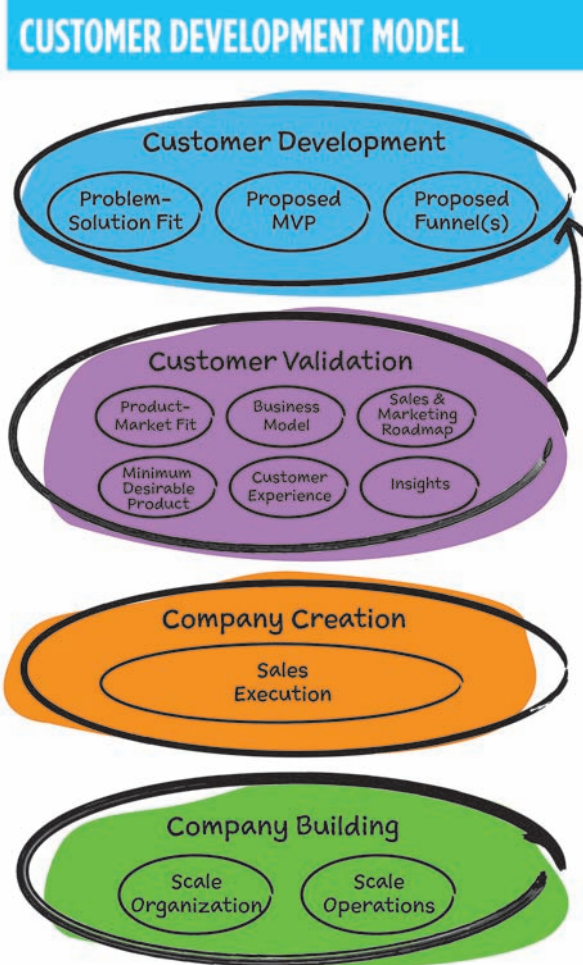 CUSTOMER DEVELOPMENT MODEL
Customer Development
Problem-
Solution Fit
Proposed
MVP
Proposed
Funnel(s)
Customer Validation
Product-
Market Fit
Business
Model
Sales &
Marketing
Roadmap
Minimum
Desirable
Product
Customer
Experience
Insights
Company Creation
Sales
Execution
Company Building
Scale
Organization
Scale
Operations